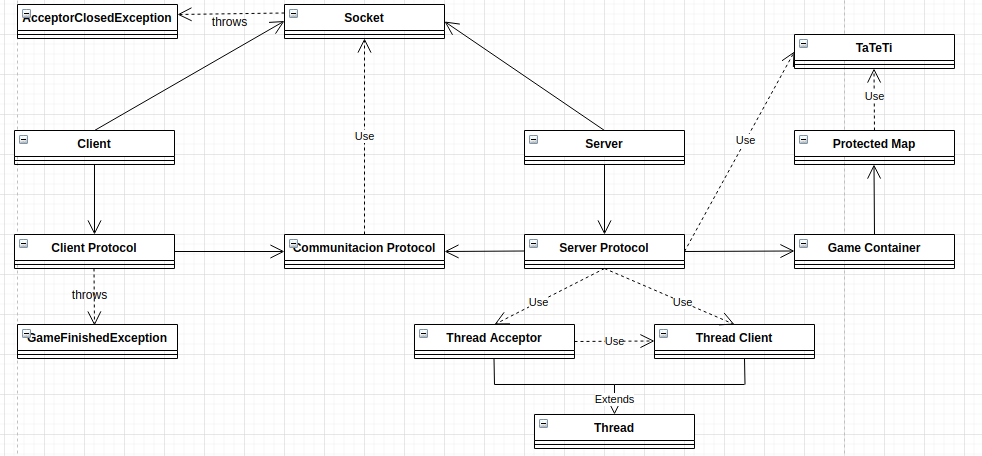 AcceptorClosedException
Socket
throws
TaTeTi
Use
Client
Use
Server
Use
Protected Map
Client Protocol
Communitacion Protocol
Server Protocol
Game Container
throws
Use
Use
GameFinishedException
Thread Acceptor
Use
Thread Client
Extends
Thread